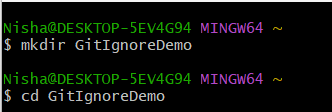 Nisha@DESKTOP-5EV4G94 MINGW64 ~
$ mkdir GitIgnoreDemo
Nisha@DESKTOP-5EV4G94 MINGW64 ~
$ cd GitIgnoreDemo